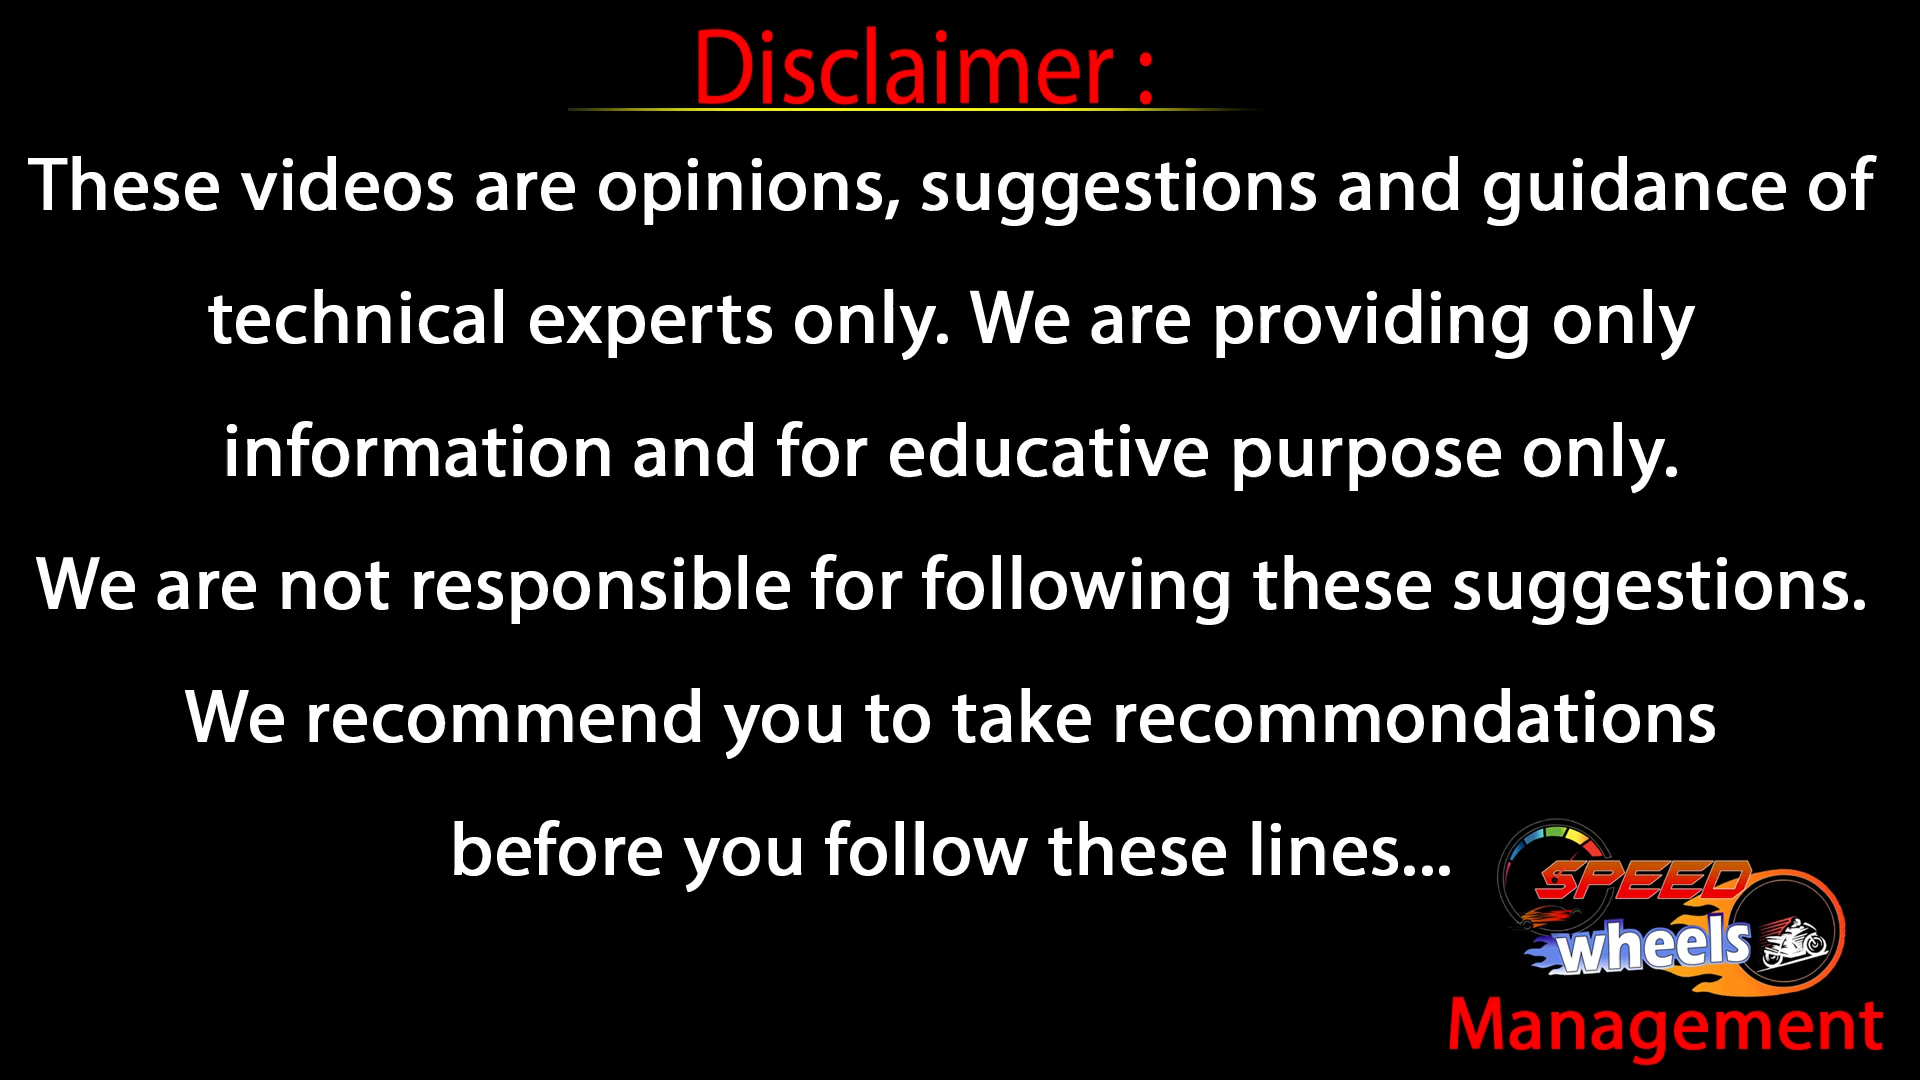 Disclaimer :
These videos are opinions, suggestions and guidance of
technical experts only. We are providing only
information and for educative purpose only.
We are not responsible for following these suggestions.
We recommend you to take recommondations
before you follow these lines...
SPEED
wheels
Management